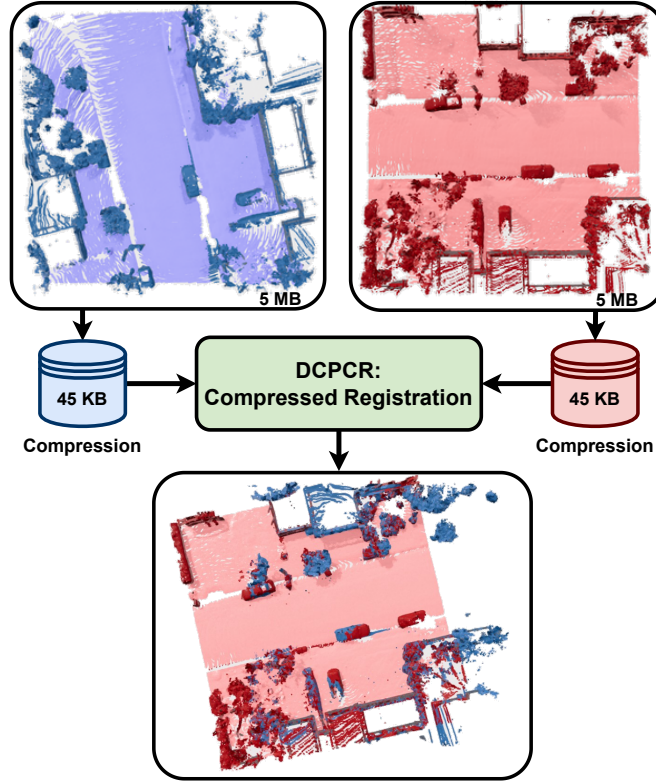 5 MB
5 MB
45 KB
DCPCR:
Compressed Registration
45 KB
Compression
Compression